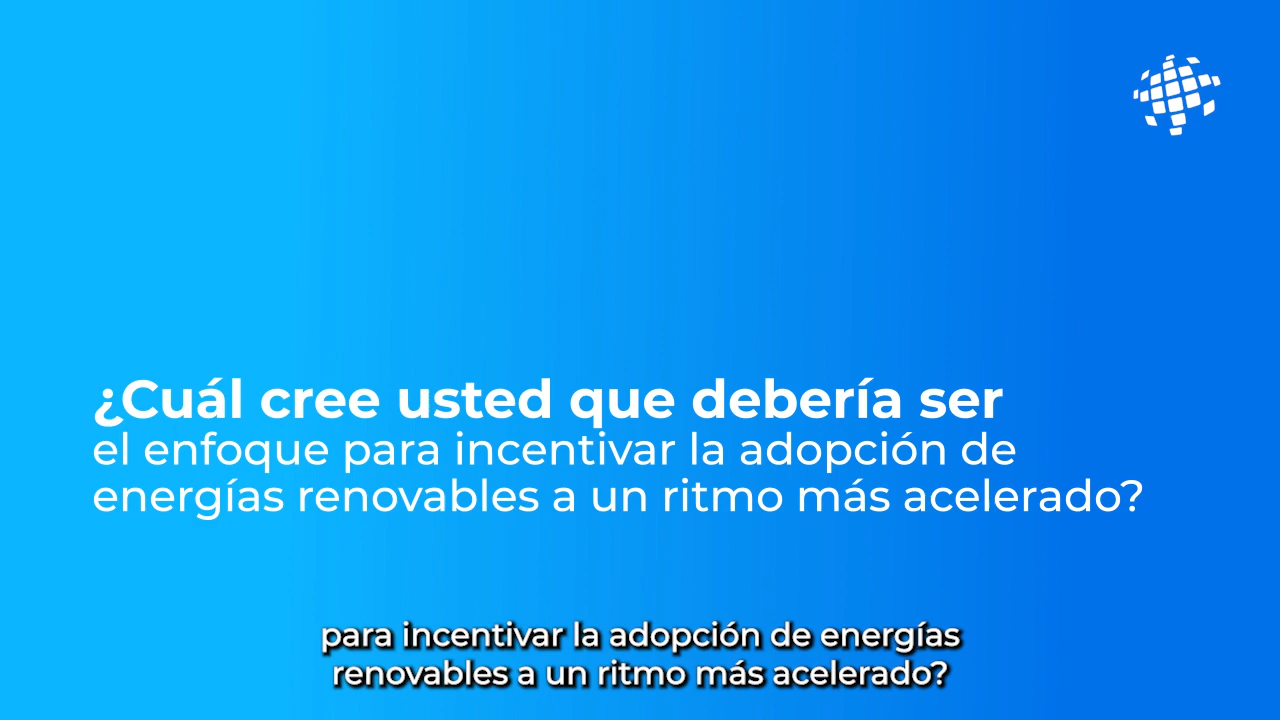 ¿Cuál cree usted que debería ser
el enfoque para incentivar la adopción de
energías renovables a un ritmo más acelerado?
para incentivar la adopción de energías
renovables a un ritmo más acelerado?